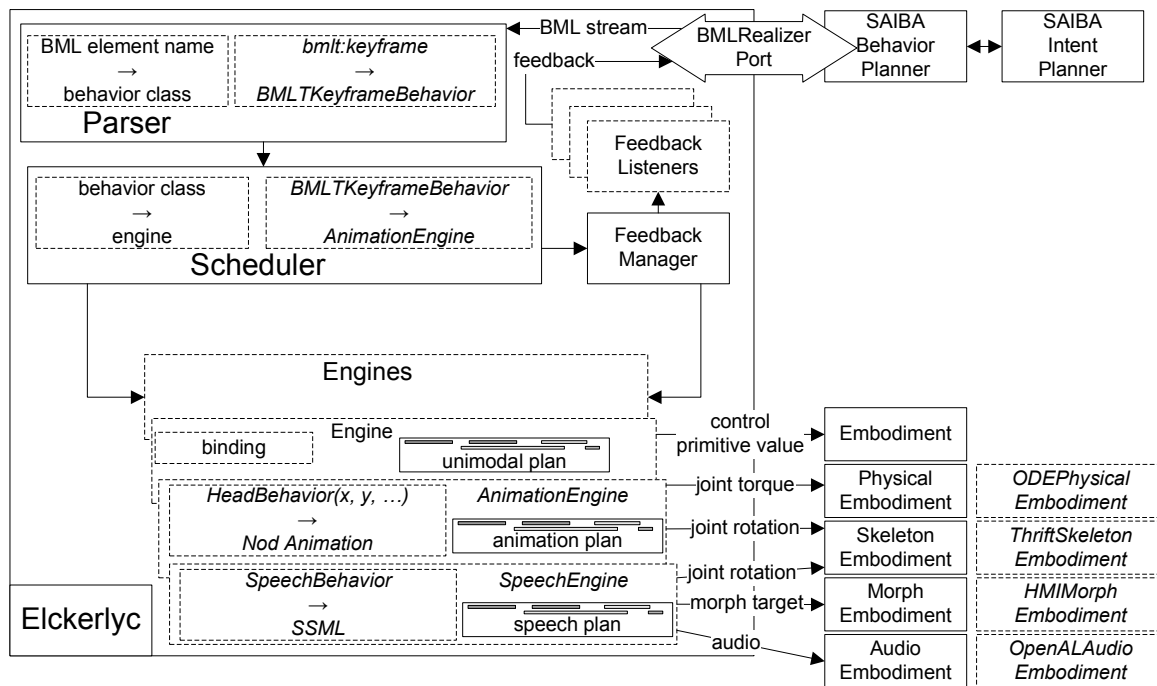 BML element name
→
behavior class
bmlt:keyframe
→
BMLTKeyframeBehavior
Parser
BML stream
feedback
BMLRealizer
Port
SAIBA
Behavior
Planner
SAIBA
Intent
Planner
Feedback
Listeners
behavior class
→
engine
BMLTKeyframeBehavior
→
AnimationEngine
Scheduler
Feedback
Manager
Engines
Engine
binding
unimodal plan
control
primitive value
Embodiment
HeadBehavior(x, y, …)
→
Nod Animation
AnimationEngine
animation plan
joint torque
Physical
Embodiment
ODEPhysical
Embodiment
joint rotation
Skeleton
Embodiment
ThriftSkeleton
Embodiment
SpeechBehavior
→
SSML
SpeechEngine
speech plan
joint rotation
morph target
Morph
Embodiment
HMIMorph
Embodiment
audio
Audio
Embodiment
OpenALAudio
Embodiment
Elckerlyc